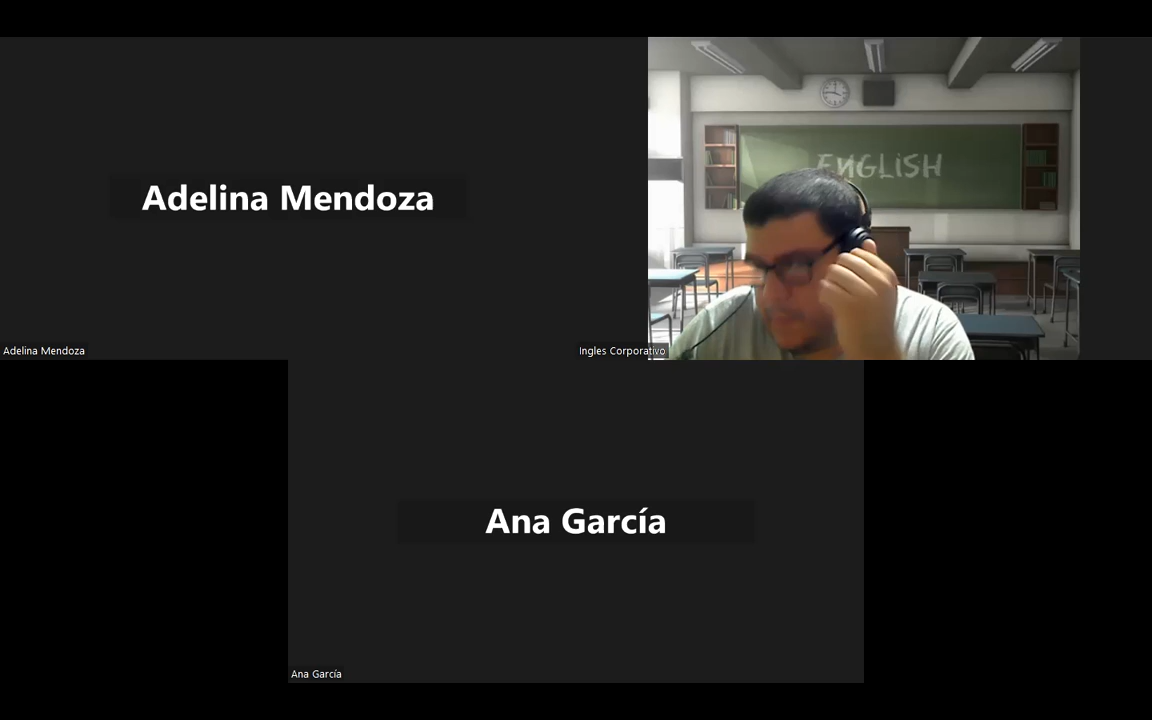 ENGLISH
Adelina Mendoza
Adelina Mendoza
Ingles Corporativo
Ana García
Ana García